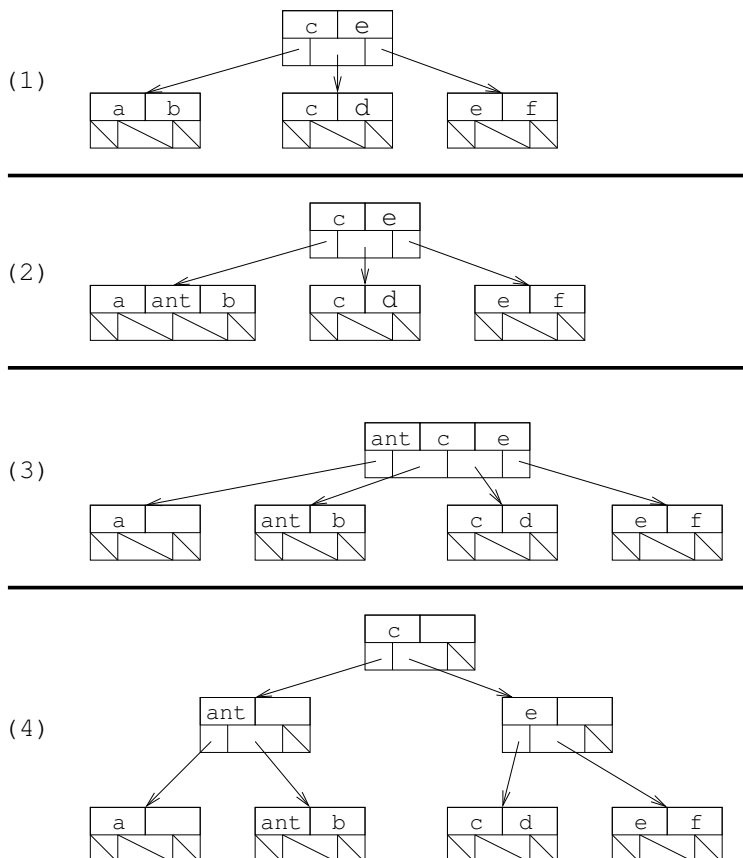 c e
(1)
a b c d e f
c e
(2)
a ant b c d e f
ant c e
(3)
a ant b c d e f
c
ant e
(4)
a ant b c d e f